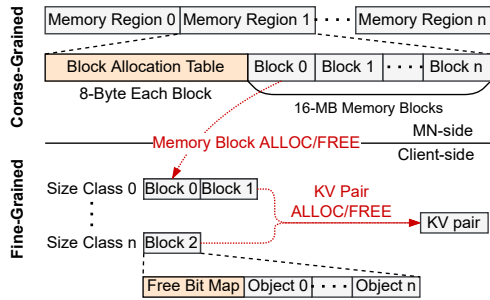 Corase-Grained
Memory Region 0 Memory Region 1 ···· Memory Region n
Block Allocation Table Block 0 Block 1 ···· Block n
8-Byte Each Block
16-MB Memory Blocks
MN-side
Memory Block ALLOC/FREE
Client-side
Fine-Grained
Size Class 0 Block 0 Block 1
KV Pair
ALLOC/FREE
KV pair
Size Class n Block 2
Free Bit Map Object 0 ···· Object n